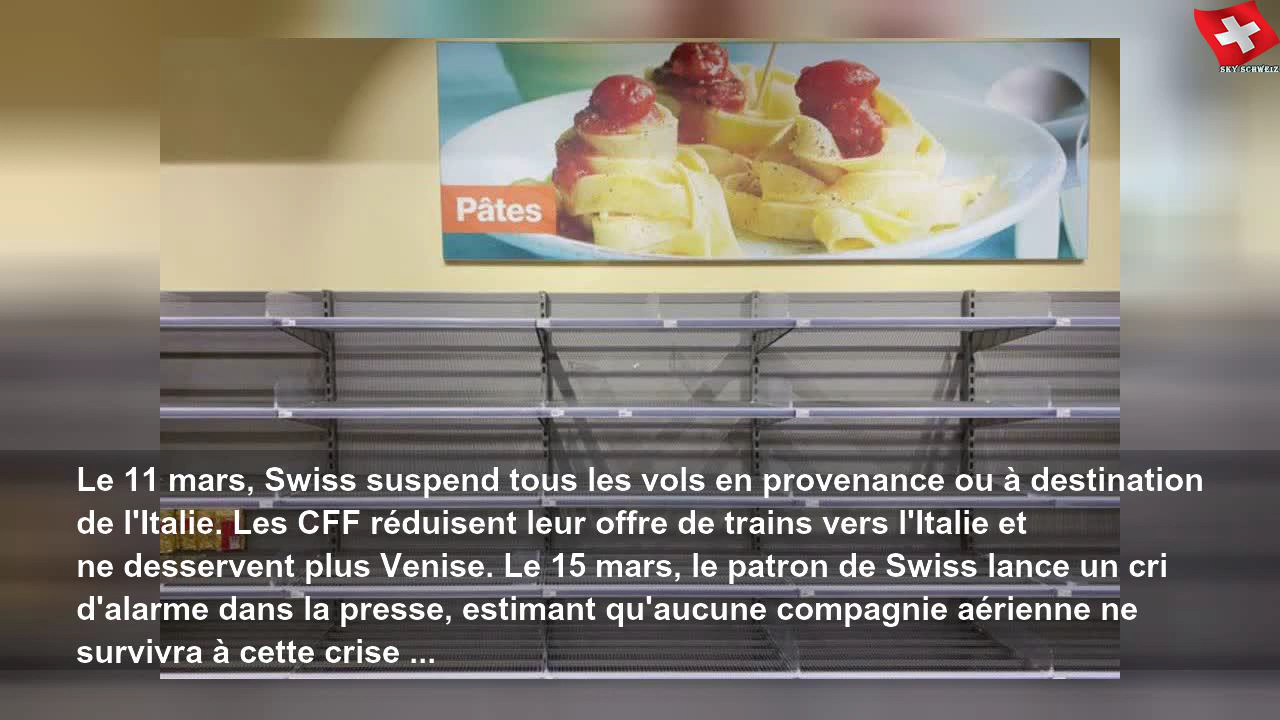 SKY SCHWEIZ
Pâtes
Le 11 mars, Swiss suspend tous les vols en provenance ou à destination
de l'Italie. Les CFF réduisent leur offre de trains vers l'Italie et
ne desservent plus Venise. Le 15 mars, le patron de Swiss lance un cri
d'alarme dans la presse, estimant qu'aucune compagnie aérienne ne
survivra à cette crise ...